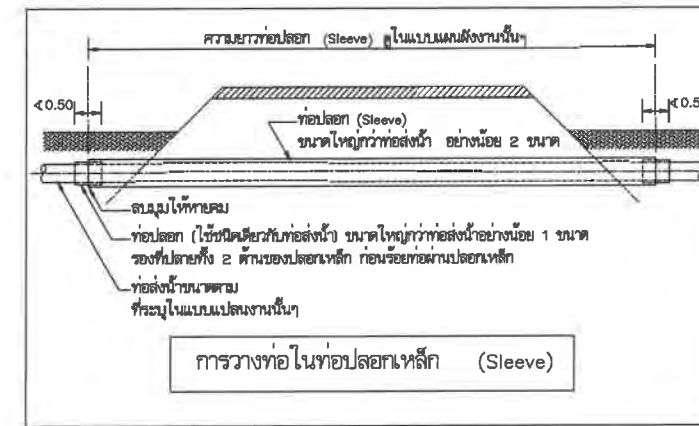 ความยาวท่อปลอก (Sleeve) ดูในแบบแผนผังงานนั้นๆ
∢0.50
∢0.5
ท่อปลอก (Sleeve)
ขนาดใหญ่กว่าท่อส่งน้ำ อย่างน้อย 2 ขนาด
ลบมุมให้หายคม
ท่อปลอก (ใช้ชนิดเดียวกับท่อส่งน้ำ) ขนาดใหญ่กว่าท่อส่งน้ำอย่างน้อย 1 ขนาด
รองที่ปลายทั้ง 2 ด้านของปลอกเหล็ก ก่อนร้อยท่อผ่านปลอกเหล็ก
ท่อส่งน้ำขนาดตาม
ที่ระบุในแบบแปลนงานนั้นๆ
การวางท่อในท่อปลอกเหล็ก (Sleeve)